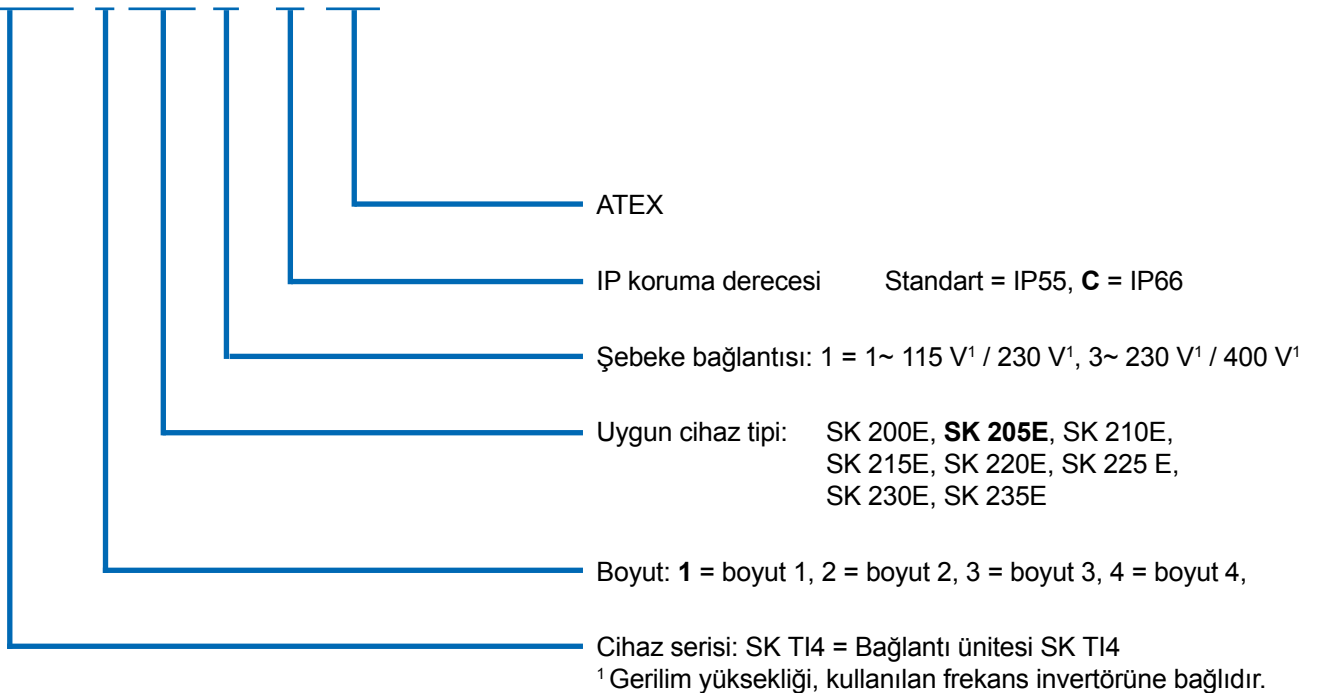 ATEX
IP koruma derecesi Standart = IP55, C = IP66
Şebeke bağlantısı: 1 = 1~ 115 V¹ / 230 V¹, 3~ 230 V¹ / 400 V¹
Uygun cihaz tipi: SK 200E, SK 205E, SK 210E,
SK 215E, SK 220E, SK 225 E,
SK 230E, SK 235E
Boyut: 1 = boyut 1, 2 = boyut 2, 3 = boyut 3, 4 = boyut 4,
Cihaz serisi: SK TI4 = Bağlantı ünitesi SK TI4
¹ Gerilim yüksekliği, kullanılan frekans invertörüne bağlıdır.